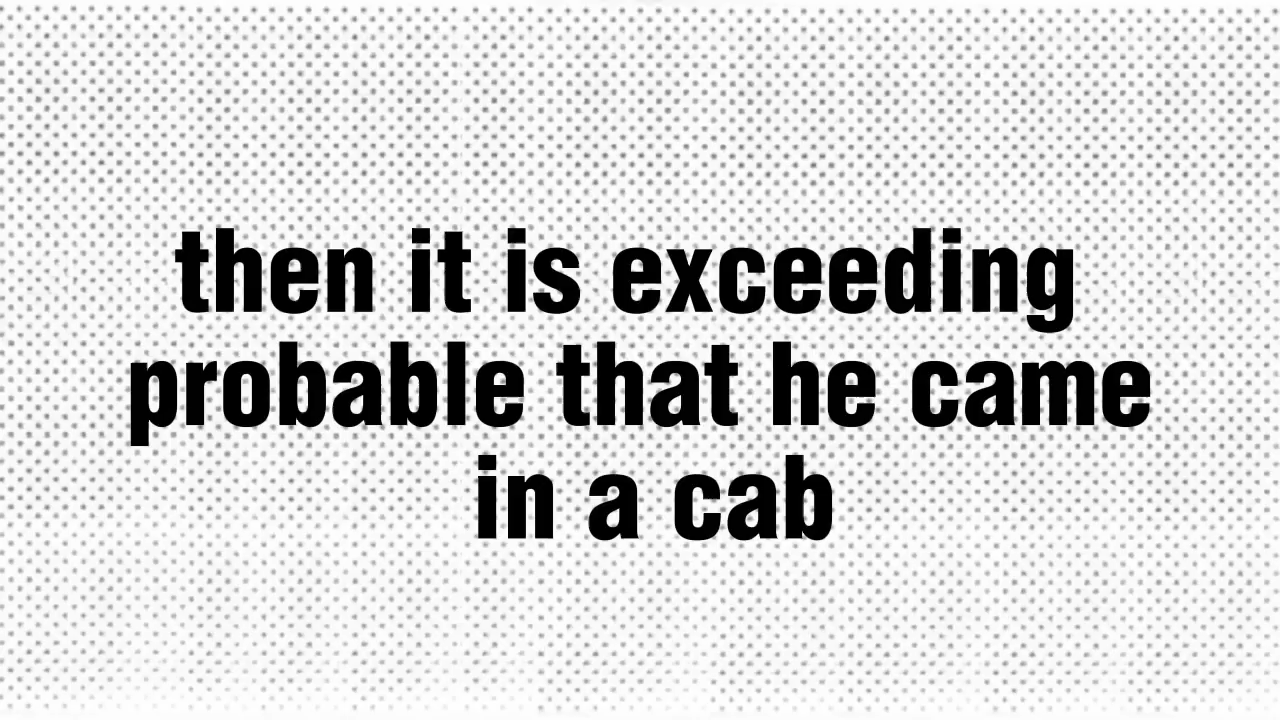 then it is exceeding
probable that he came
in a cab